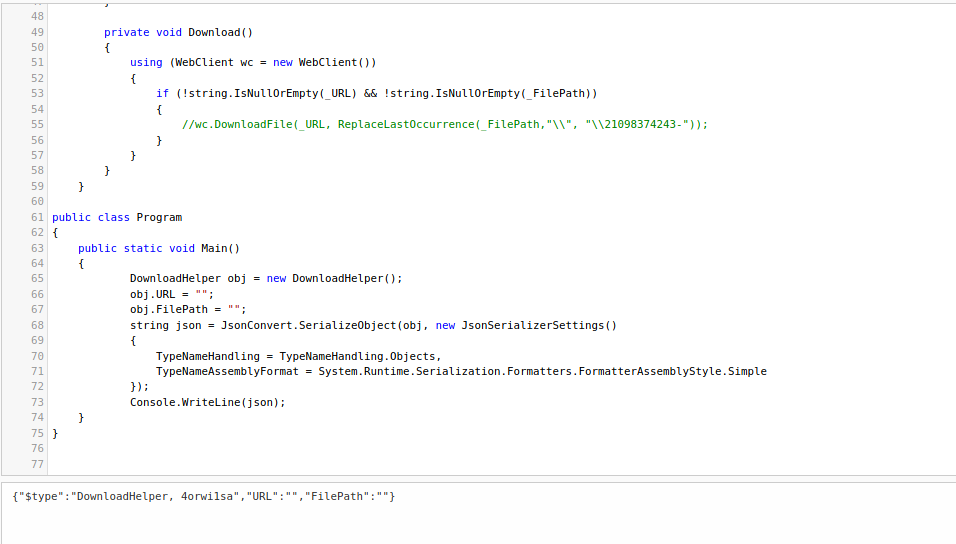 48
49 private void Download()
50 {
51 using (WebClient wc = new WebClient())
52 {
53 if (!string.IsNullOrEmpty(_URL) && !string.IsNullOrEmpty(_FilePath))
54 {
55 //wc.DownloadFile(_URL, ReplaceLastOccurrence(_FilePath,"\\", "\\21098374243-"));
56 }
57 }
58 }
59 }
60
61 public class Program
62 {
63 public static void Main()
64 {
65 DownloadHelper obj = new DownloadHelper();
66 obj.URL = "";
67 obj.FilePath = "";
68 string json = JsonConvert.SerializeObject(obj, new JsonSerializerSettings()
69 {
70 TypeNameHandling = TypeNameHandling.Objects,
71 TypeNameAssemblyFormat = System.Runtime.Serialization.Formatters.FormatterAssemblyStyle.Simple
72 });
73 Console.WriteLine(json);
74 }
75 }
76
77
{"$type":"DownloadHelper, 4orwi1sa","URL":"","FilePath":""}